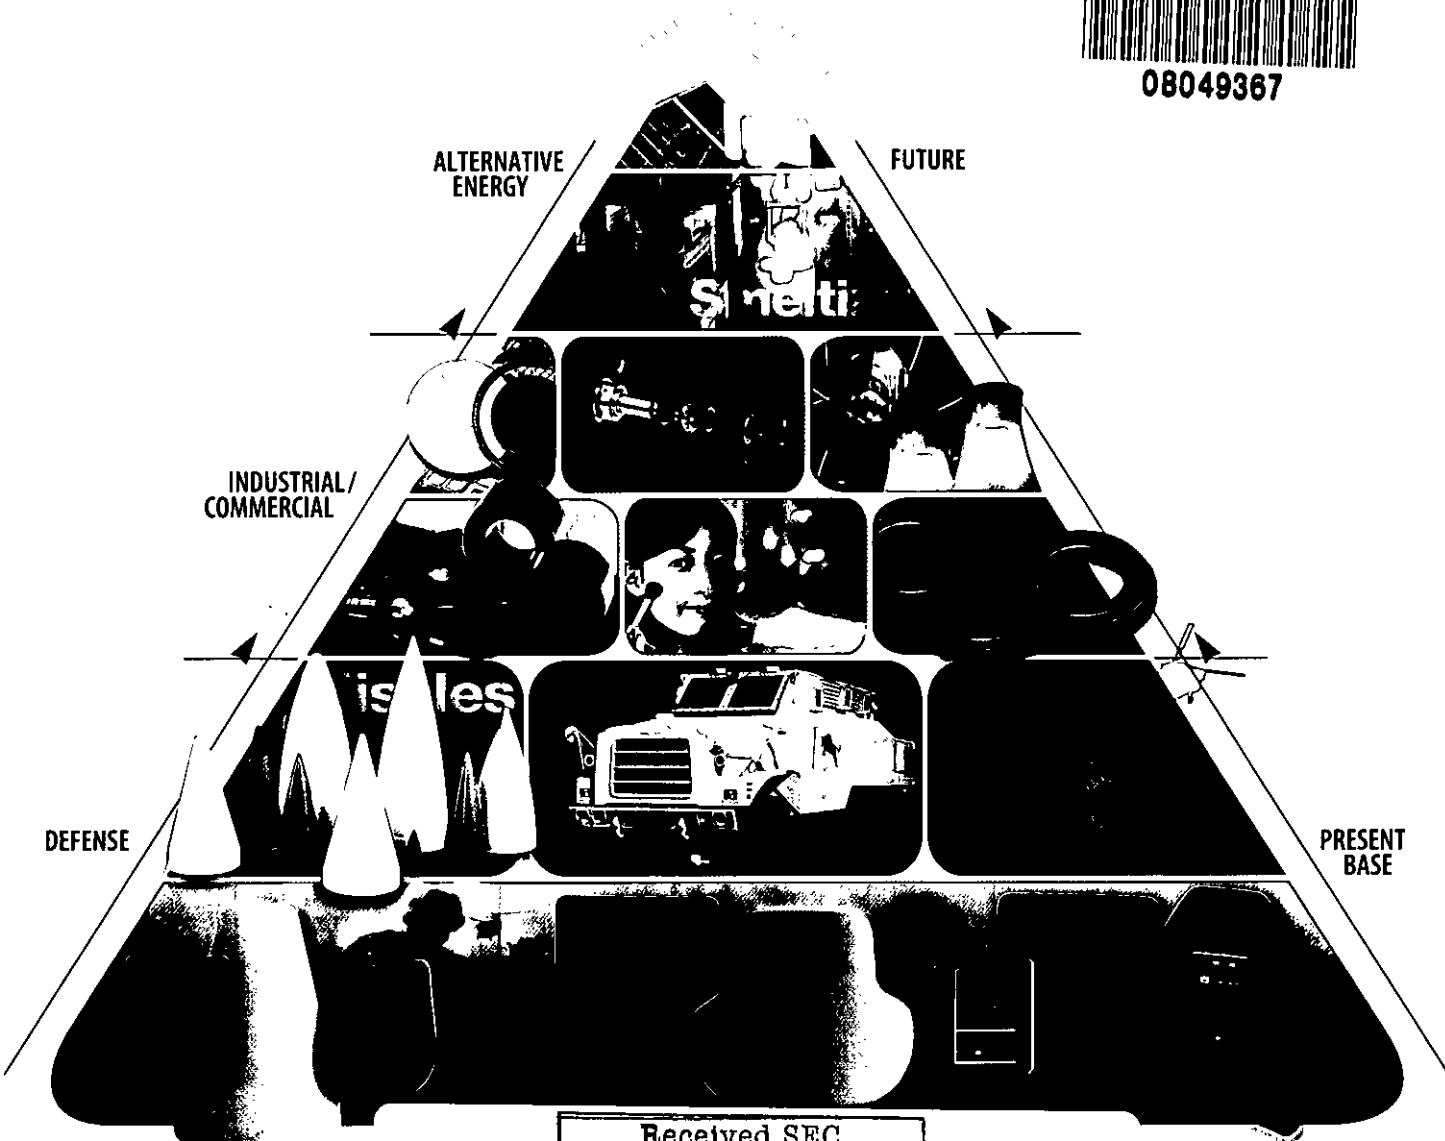 08049367
ALTERNATIVE
ENERGY
FUTURE
INDUSTRIAL/
COMMERCIAL
DEFENSE
PRESENT
BASE
Received SEC